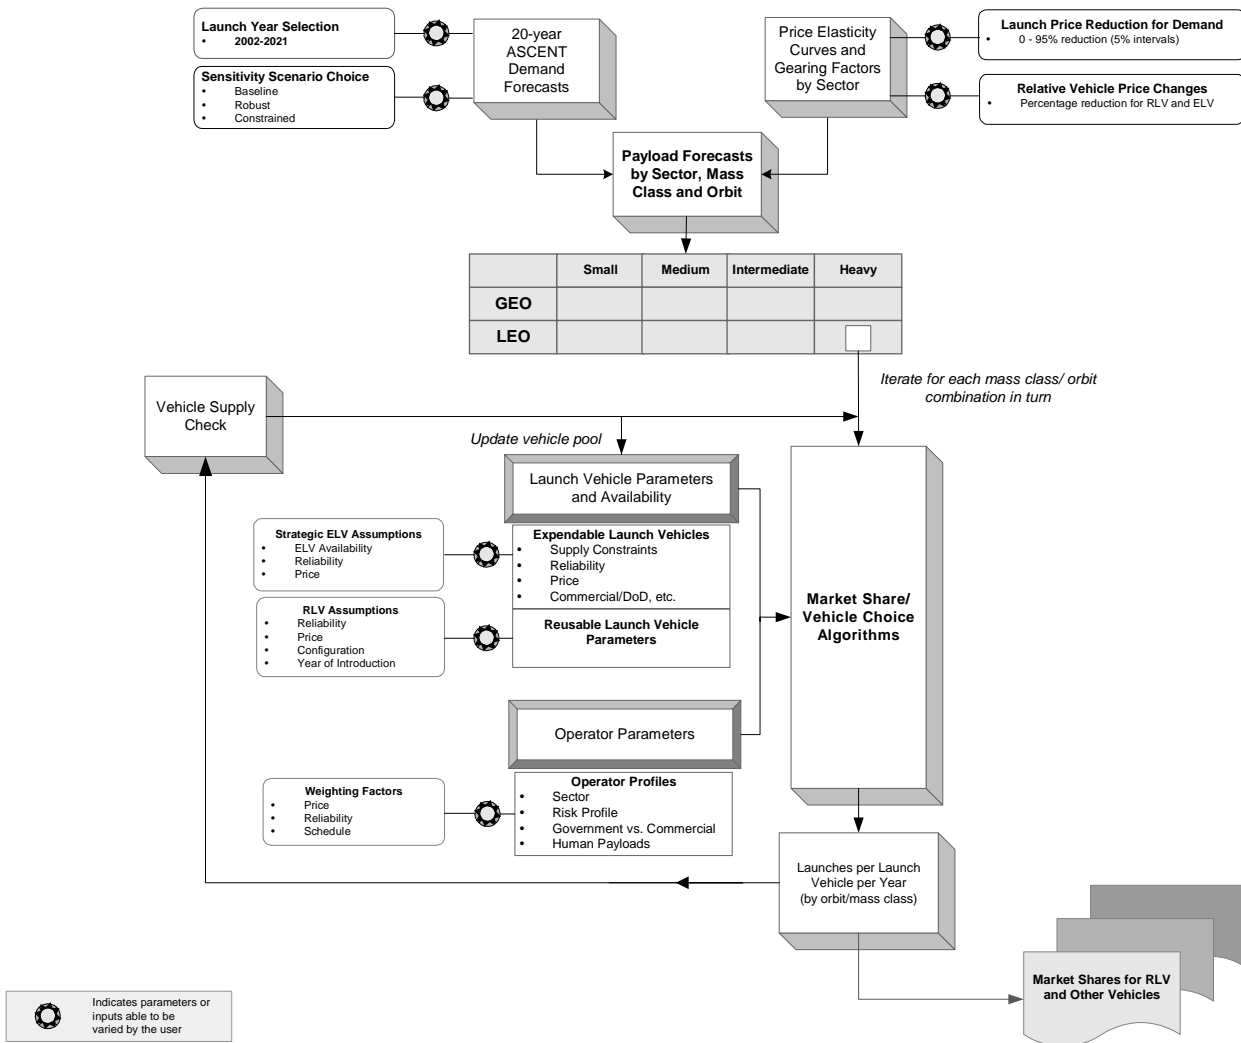 Launch Year Selection
• 2002-2021
Sensitivity Scenario Choice
• Baseline
• Robust
• Constrained
20-year
ASCENT
Demand
Forecasts
Price Elasticity
Curves and
Gearing Factors
by Sector
Launch Price Reduction for Demand
• 0 - 95% reduction (5% intervals)
Relative Vehicle Price Changes
• Percentage reduction for RLV and ELV
Payload Forecasts
by Sector, Mass
Class and Orbit
Small Medium Intermediate Heavy
GEO
LEO
Iterate for each mass class/ orbit
combination in turn
Vehicle Supply
Check
Update vehicle pool
Launch Vehicle Parameters
and Availability
Strategic ELV Assumptions
• ELV Availability
• Reliability
• Price
Expendable Launch Vehicles
• Supply Constraints
• Reliability
• Price
• Commercial/DoD, etc.
RLV Assumptions
• Reliability
• Price
• Configuration
• Year of Introduction
Reusable Launch Vehicle
Parameters
Market Share/
Vehicle Choice
Algorithms
Operator Parameters
Weighting Factors
• Price
• Reliability
• Schedule
Operator Profiles
• Sector
• Risk Profile
• Government vs. Commercial
• Human Payloads
Launches per Launch
Vehicle per Year
(by orbit/mass class)
Market Shares for RLV
and Other Vehicles
Indicates parameters or
inputs able to be
varied by the user